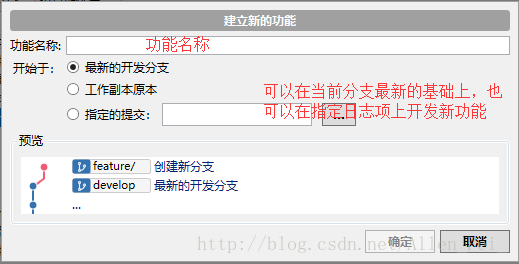 建立新的功能
功能名称: 功能名称
开始于: 最新的开发分支
工作副本原本
指定的提交: ...
可以在当前分支最新的基础上，也
可以在指定日志项上开发新功能
预览
feature/ 创建新分支
develop 最新的开发分支
...
确定 取消
http://blog.csdn.net/Allen_